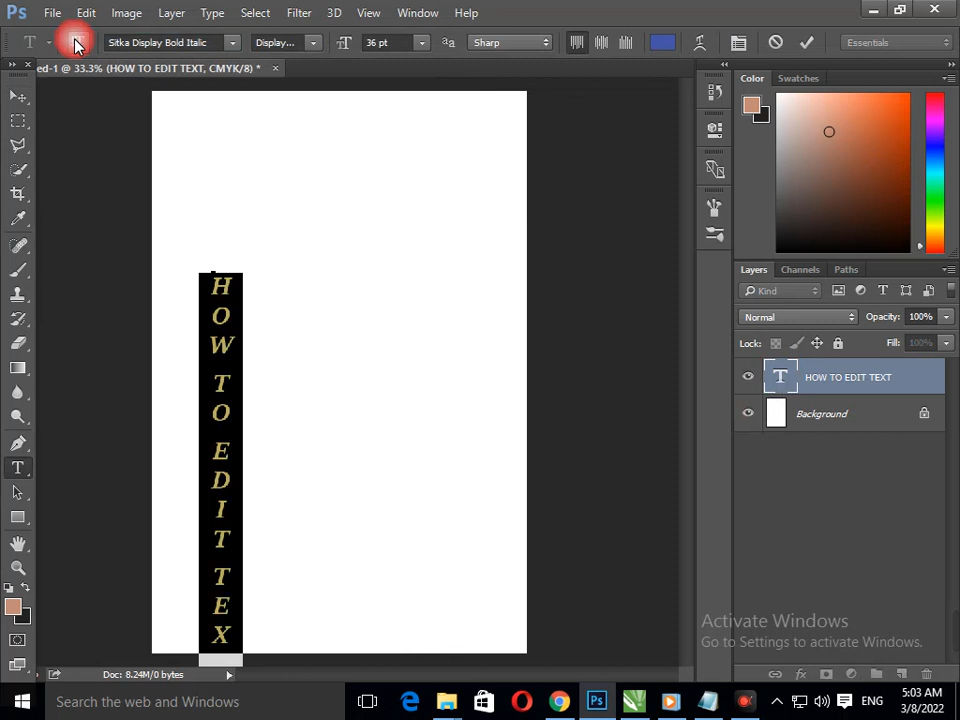 Ps File Edit Image Layer Type Select Filter 3D View Window Help
T Sitka Display Bold Italic Display... 36 pt aa Sharp Essentials
ed-1 @ 33.3% (HOW TO EDIT TEXT, CMYK/8) * ×
Color Swatches
H
O
W
T
O
E
D
I
T
T
E
X
Layers Channels Paths
Kind
Normal Opacity: 100%
Lock: Fill: 100%
T HOW TO EDIT TEXT
Background
Activate Windows
Go to Settings to activate Windows.
Doc: 8.24M/0 bytes
Search the web and Windows
ENG
5:03 AM
3/8/2022